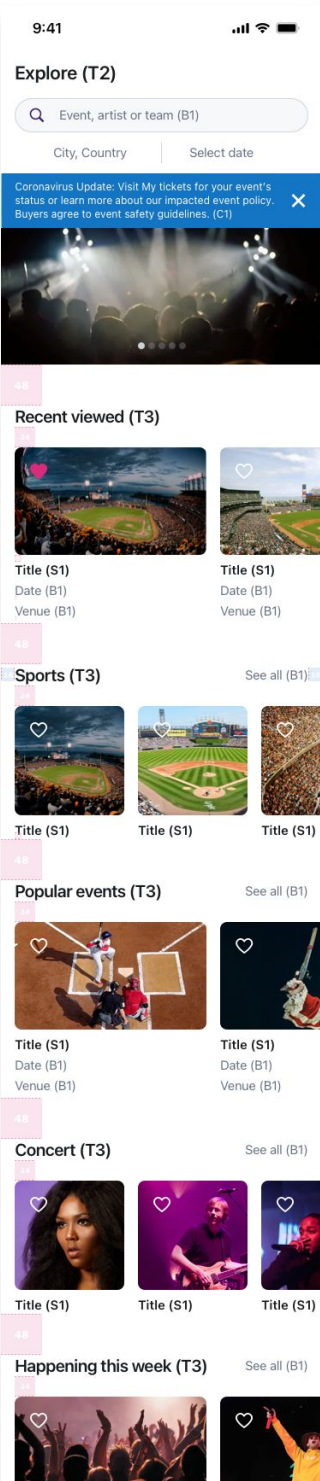 9:41
Explore (T2)
Event, artist or team (B1)
City, Country
Select date
Coronavirus Update: Visit My tickets for your event's
status or learn more about our impacted event policy.
Buyers agree to event safety guidelines. (C1)
48
Recent viewed (T3)
24
Title (S1)
Title (S1)
Date (B1)
Date (B1)
Venue (B1)
Venue (B1)
48
Sports (T3)
See all (B1)
24
Title (S1)
Title (S1)
Title (S1)
48
Popular events (T3)
See all (B1)
24
Title (S1)
Title (S1)
Date (B1)
Date (B1)
Venue (B1)
Venue (B1)
48
Concert (T3)
See all (B1)
24
Title (S1)
Title (S1)
Title (S1)
48
Happening this week (T3)
See all (B1)
24